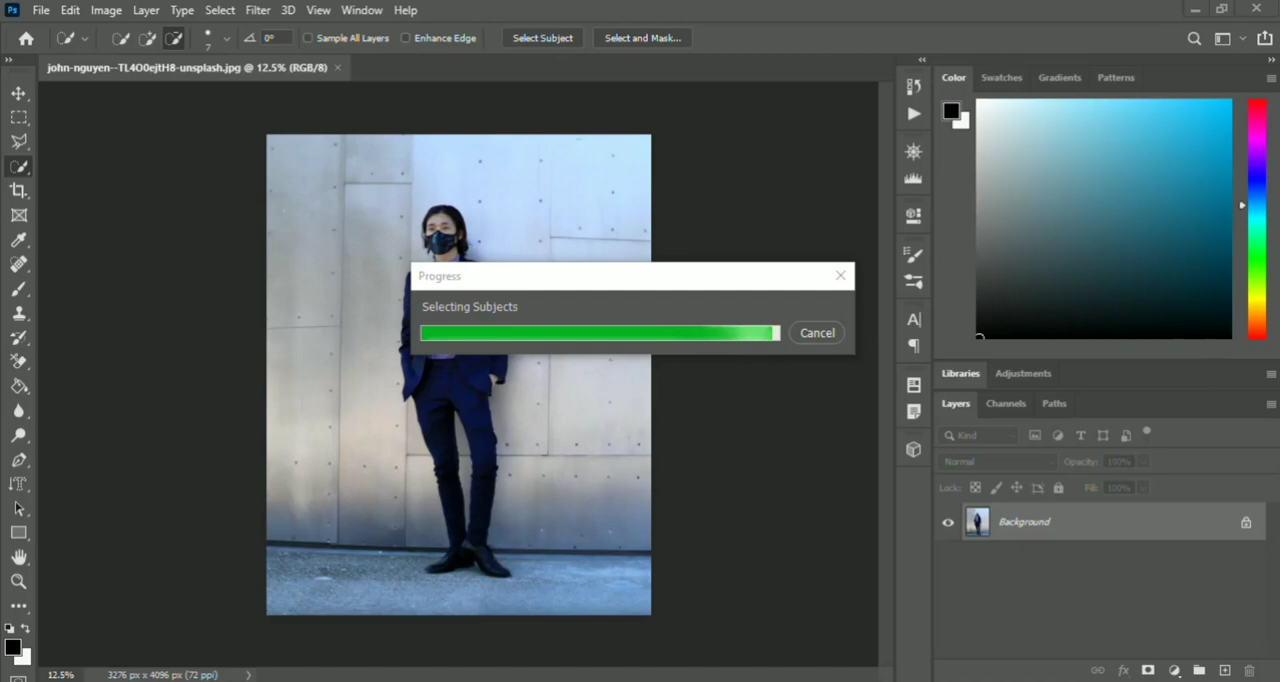 Ps File Edit Image Layer Type Select Filter 3D View Window Help
7 0° Sample All Layers Enhance Edge Select Subject Select and Mask...
john-nguyen--TL4O0ejtH8-unsplash.jpg @ 12.5% (RGB/8) ×
Color Swatches Gradients Patterns
Progress
Selecting Subjects
Cancel
Libraries Adjustments
Layers Channels Paths
Kind
Normal Opacity: 100%
Lock: Fill: 100%
Background
12.5% 3276 px x 4096 px (72 ppi)